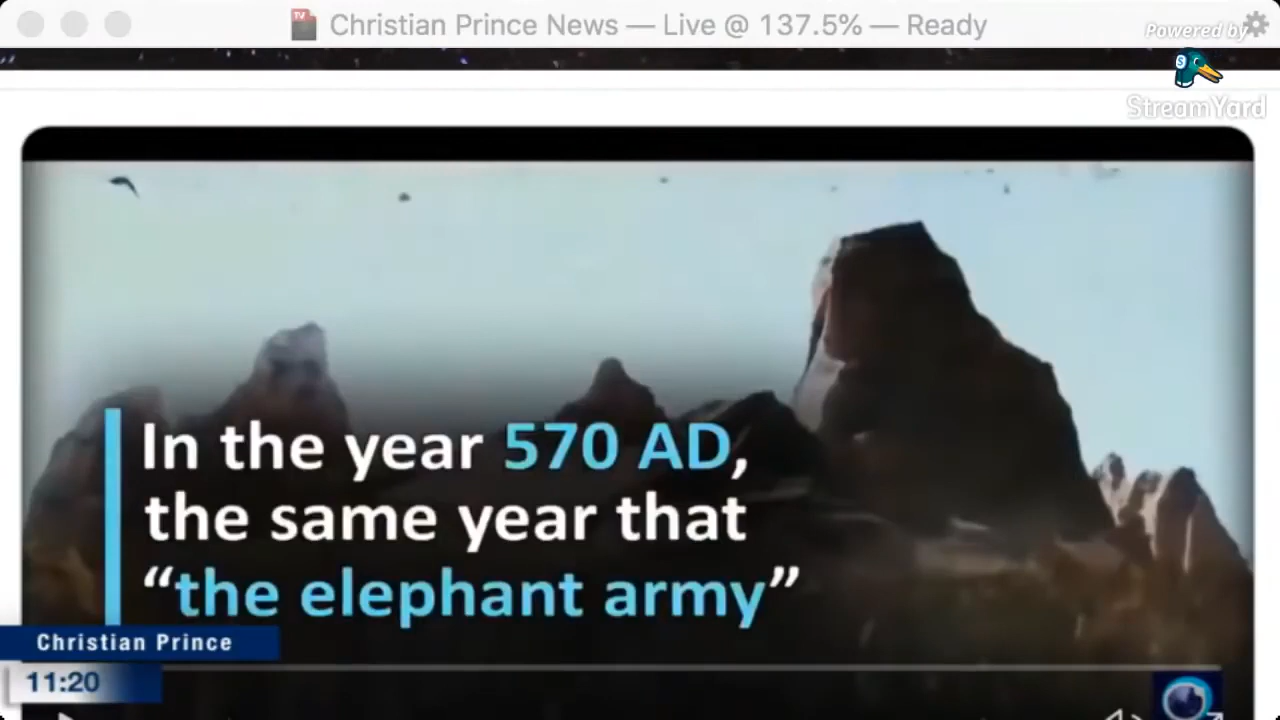 Christian Prince News — Live @ 137.5% — Ready
Powered by
StreamYard
In the year 570 AD,
the same year that
“the elephant army”
Christian Prince
11:20